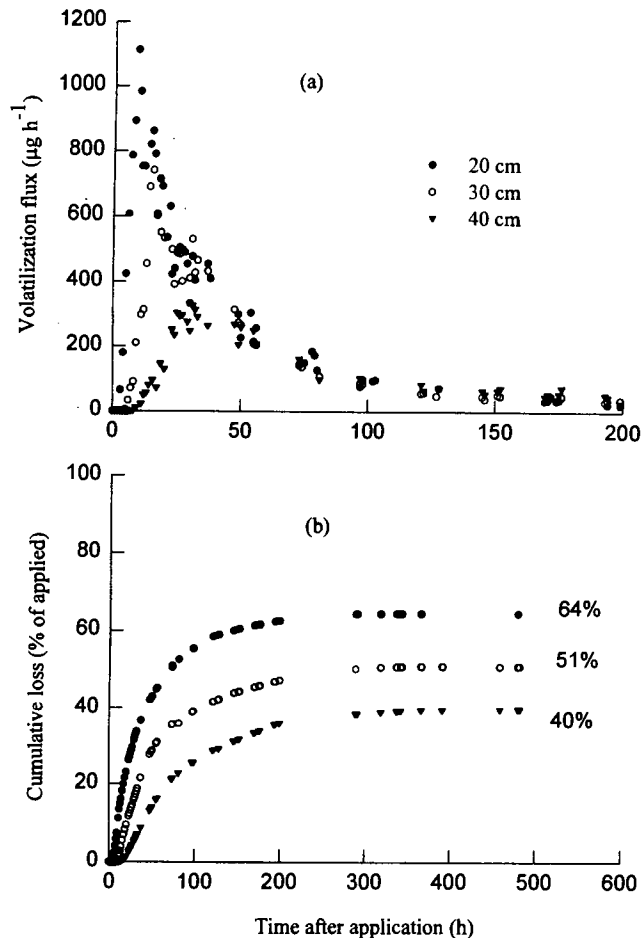 1200
(a)
1000
20 cm
30 cm
40 cm
800
600
400
200
0
Volatilization flux (µg h⁻¹)
0 50 100 150 200
100
(b)
80
64%
60
51%
40
40%
20
0
Cumulative loss (% of applied)
0 100 200 300 400 500 600
Time after application (h)